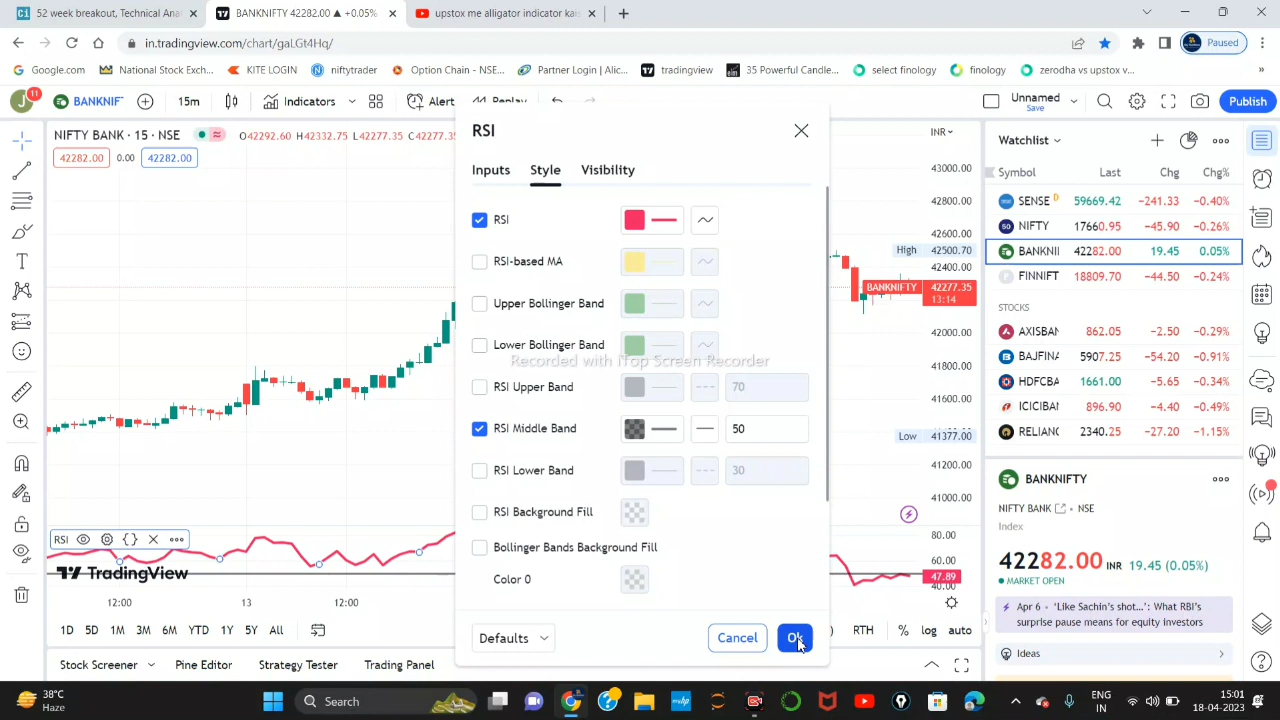 52 week breakout, Technical Anat
BANKNIFTY 42282.00 ▲ +0.05%
upstox me alligator indicator kais
in.tradingview.com/chart/gaLGt4Hq/
Paused
Google.com
National Stock Exc...
KITE LOGIN
niftytrader
Option Chain - NSE...
Partner Login | Alic...
tradingview
35 Powerful Candle...
select finology
finology
zerodha vs upstox v...
J
11
BANKNIF
15m
Indicators
Alert
Replay
Unnamed
Save
Publish
NIFTY BANK · 15 · NSE
O42292.60 H42332.75 L42277.35 C42277.35
42282.00
0.00
42282.00
INR
43000.00
42800.00
42600.00
High 42500.70
42400.00
BANKNIFTY 42277.35
13:14
42000.00
41800.00
41600.00
Low 41377.00
41200.00
41000.00
80.00
60.00
47.89
40.00
RSI
Inputs
Style
Visibility
RSI
RSI-based MA
Upper Bollinger Band
Lower Bollinger Band
Recorded with iTop Screen Recorder
RSI Upper Band
70
RSI Middle Band
50
RSI Lower Band
30
RSI Background Fill
Bollinger Bands Background Fill
Color 0
Defaults
Cancel
Ok
RSI
TradingView
12:00
13
12:00
1D 5D 1M 3M 6M YTD 1Y 5Y All
RTH
%
log
auto
Stock Screener
Pine Editor
Strategy Tester
Trading Panel
Watchlist
Symbol Last Chg Chg%
SENSE D 59669.42 −241.33 −0.40%
NIFTY 17660.95 −45.90 −0.26%
BANKNI 42282.00 19.45 0.05%
FINNIFT 18809.70 −44.50 −0.24%
STOCKS
AXISBAN 862.05 −2.50 −0.29%
BAJFINA 5907.25 −54.20 −0.91%
HDFCBA 1661.00 −5.65 −0.34%
ICICIBAN 896.90 −4.40 −0.49%
RELIANC 2340.25 −27.20 −1.15%
BANKNIFTY
NIFTY BANK · NSE
Index
42282.00 INR 19.45 (0.05%)
MARKET OPEN
Apr 6 · ‘Like Sachin’s shot...’: What RBI’s
surprise pause means for equity investors
Ideas
38°C
Haze
Search
ENG
IN
15:01
18-04-2023